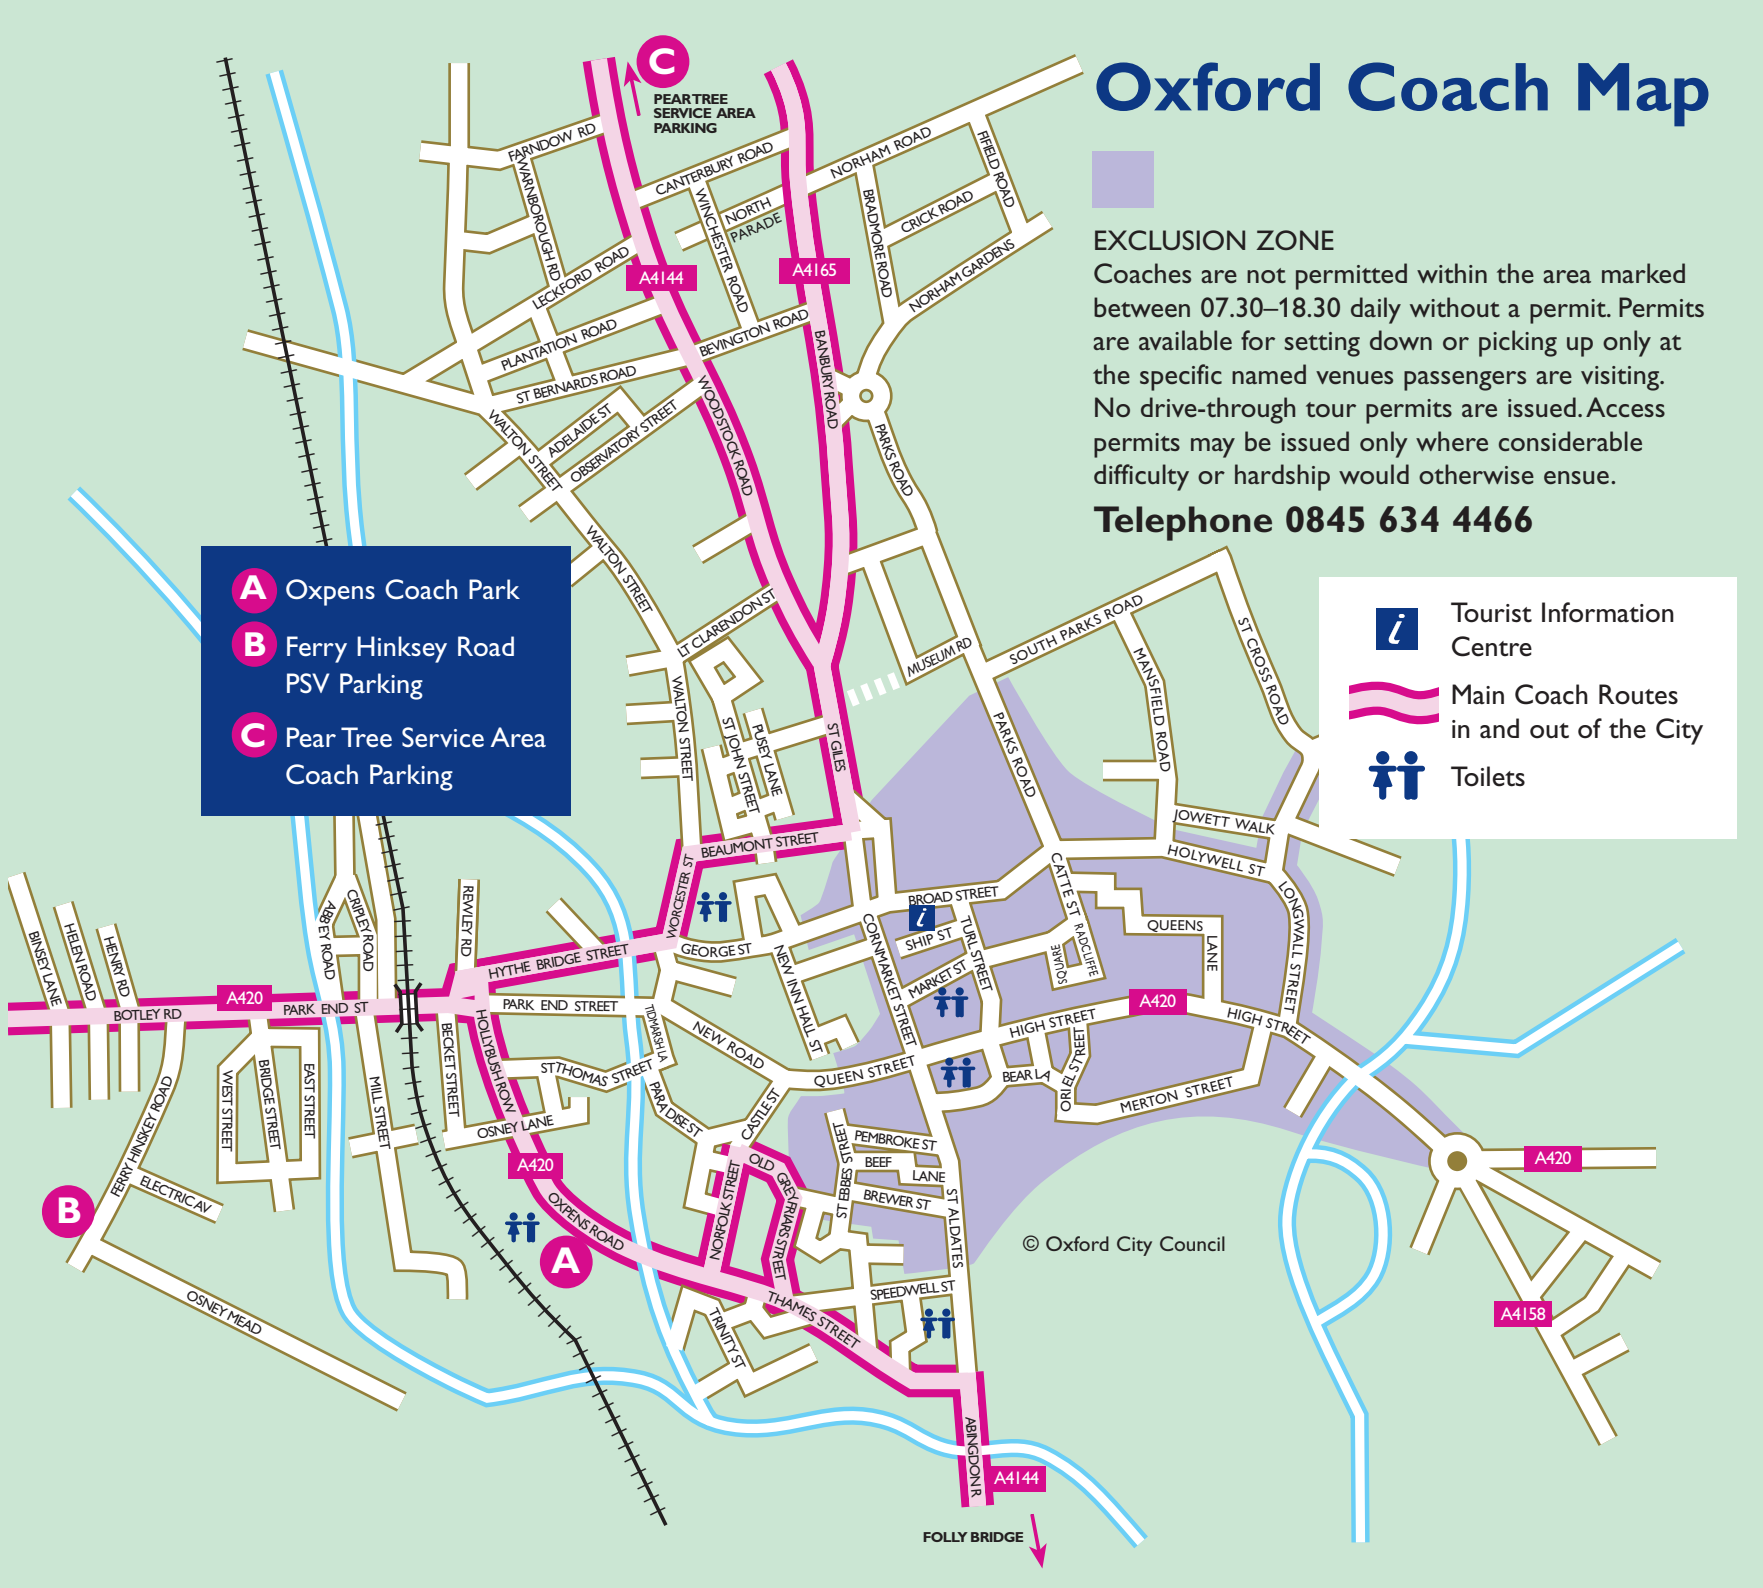 Oxford Coach Map
EXCLUSION ZONE
Coaches are not permitted within the area marked
between 07.30–18.30 daily without a permit. Permits
are available for setting down or picking up only at
the specific named venues passengers are visiting.
No drive-through tour permits are issued. Access
permits may be issued only where considerable
difficulty or hardship would otherwise ensue.
Telephone 0845 634 4466
i
Tourist Information
Centre
Main Coach Routes
in and out of the City
Toilets
A Oxpens Coach Park
B Ferry Hinksey Road
PSV Parking
C Pear Tree Service Area
Coach Parking
C
PEAR TREE
SERVICE AREA
PARKING
FARNDOW RD
WARNBOROUGH RD
CANTERBURY ROAD
NORHAM ROAD
FIFIELD ROAD
WINCHESTER ROAD
NORTH
PARADE
BRADMORE ROAD
CRICK ROAD
NORHAM GARDENS
LECKFORD ROAD
A4144
A4165
PLANTATION ROAD
BEVINGTON ROAD
BANBURY ROAD
ST BERNARDS ROAD
WOODSTOCK ROAD
ADELAIDE ST
OBSERVATORY STREET
WALTON STREET
PARKS ROAD
WALTON STREET
LT CLARENDON ST
MUSEUM RD
SOUTH PARKS ROAD
MANSFIELD ROAD
ST CROSS ROAD
WALTON STREET
ST JOHN STREET
PUSEY LANE
ST GILES
PARKS ROAD
JOWETT WALK
HOLYWELL ST
BEAUMONT STREET
WORCESTER ST
BROAD STREET
i
SHIP ST
TURL STREET
CATTE ST
RADCLIFFE
SQUARE
QUEENS
LANE
LONGWALL STREET
GEORGE ST
CORNMARKET STREET
MARKET ST
NEW INN HALL ST
HYTHE BRIDGE STREET
REWLEY RD
CRIPLEY ROAD
ABBEY ROAD
BINSEY LANE
HELEN ROAD
HENRY RD
A420
BOTLEY RD
PARK END ST
PARK END STREET
TIDMARSH LA
NEW ROAD
HIGH STREET
A420
HIGH STREET
QUEEN STREET
BEAR LA
ORIEL STREET
MERTON STREET
HOLLYBUSH ROW
BECKET STREET
ST THOMAS STREET
PARADISE ST
CASTLE ST
OSNEY LANE
MILL STREET
WEST STREET
BRIDGE STREET
EAST STREET
FERRY HINSKEY ROAD
ELECTRIC AV
B
OSNEY MEAD
A420
OXPENS ROAD
A
OLD GREYFRIARS STREET
NORFOLK STREET
ST EBBES STREET
PEMBROKE ST
BEEF
LANE
BREWER ST
ST ALDATES
SPEEDWELL ST
THAMES STREET
TRINITY ST
ABINGDON R
A4144
FOLLY BRIDGE
© Oxford City Council
A420
A4158